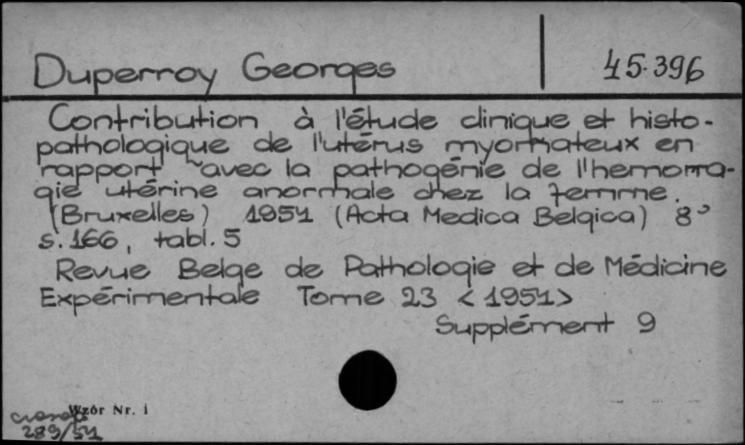 Duperroy Georges 45.396
Contribution à l'étude clinique et histo-
pathologique de l'utérus myomateux en
rapport avec la pathogénie de l'hemorra-
gie utérine anormale chez la femme.
(Bruxelles) 1951 (Acta Medica Belgica) 8°
s. 166, tabl. 5
Revue Belge de Pathologie et de Médicine
Expérimentale Tome 23 <1951>
Supplément 9
Wzór Nr. 1
289/51